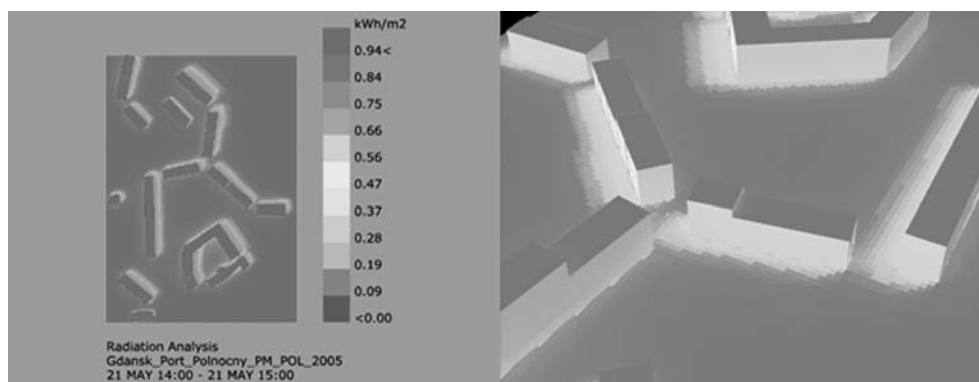 kWh/m2
0.94<
0.84
0.75
0.66
0.56
0.47
0.37
0.28
0.19
0.09
<0.00
Radiation Analysis
Gdansk_Port_Polnocny_PM_POL_2005
21 MAY 14:00 - 21 MAY 15:00